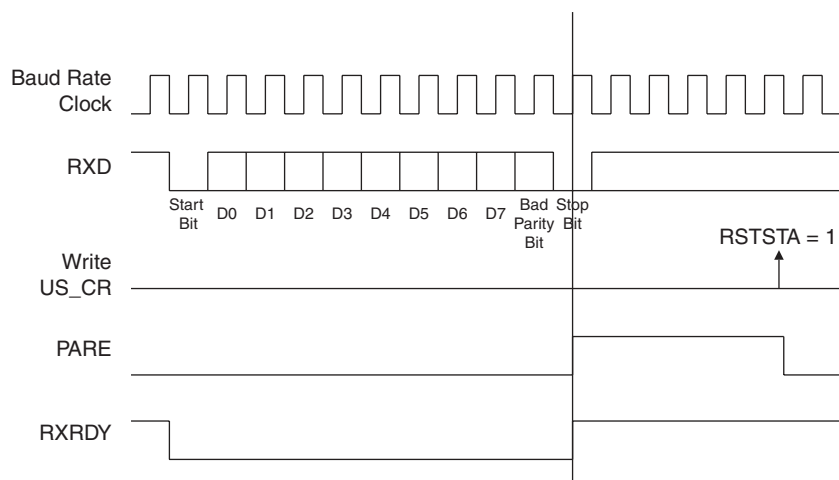 Baud Rate
Clock
RXD
Start
Bit
D0
D1
D2
D3
D4
D5
D6
D7
Bad
Parity
Bit
Stop
Bit
RSTSTA = 1
Write
US_CR
PARE
RXRDY